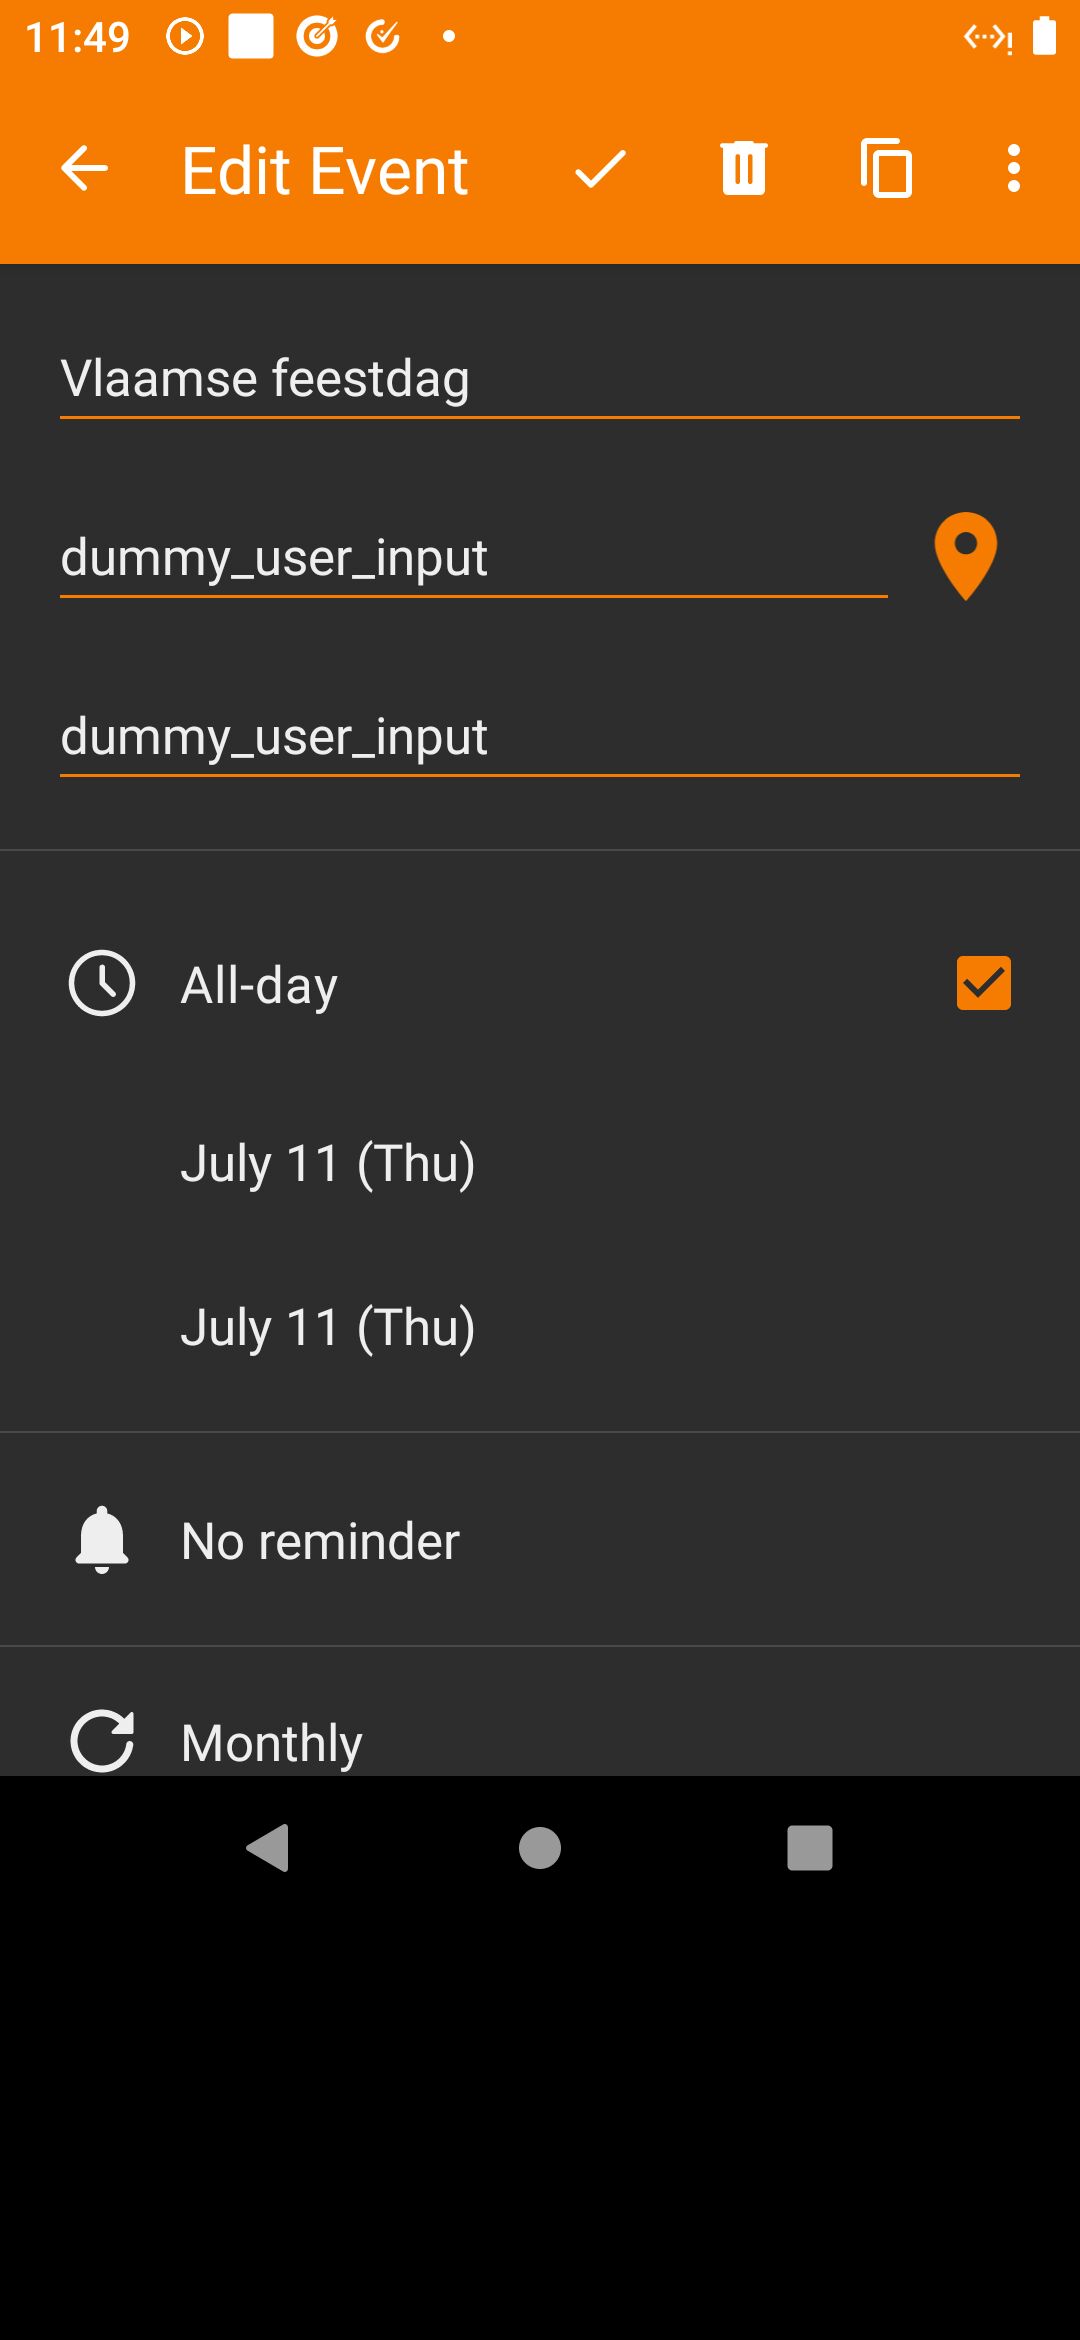 11:49
Edit Event
Vlaamse feestdag
dummy_user_input
dummy_user_input
All-day
July 11 (Thu)
July 11 (Thu)
No reminder
Monthly